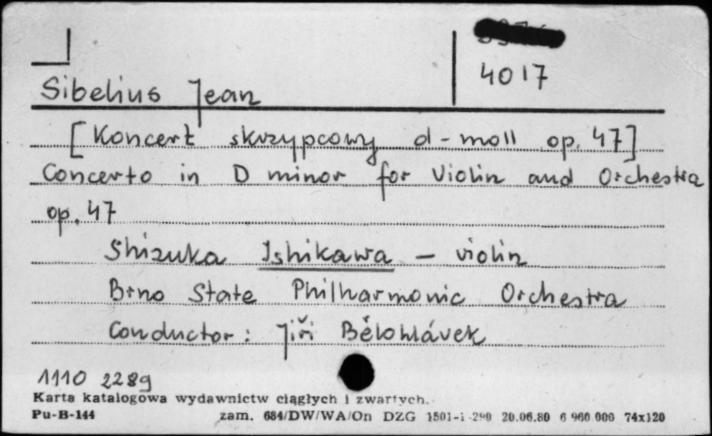 4017
Sibelius Jean
[Koncert skrzypcowy d-moll op. 47]
Concerto in D minor for Violin and Orchestra
op. 47
Shizuka Ishikawa – violin
Brno State Philharmonic Orchestra
Conductor: Jiři Bělohlávek
1110 2289
Karta katalogowa wydawnictw ciągłych i zwartych.
Pu-B-144 zam. 684/DW/WA/On DZG 1501-1 290 20.06.80 6 960 000 74x120